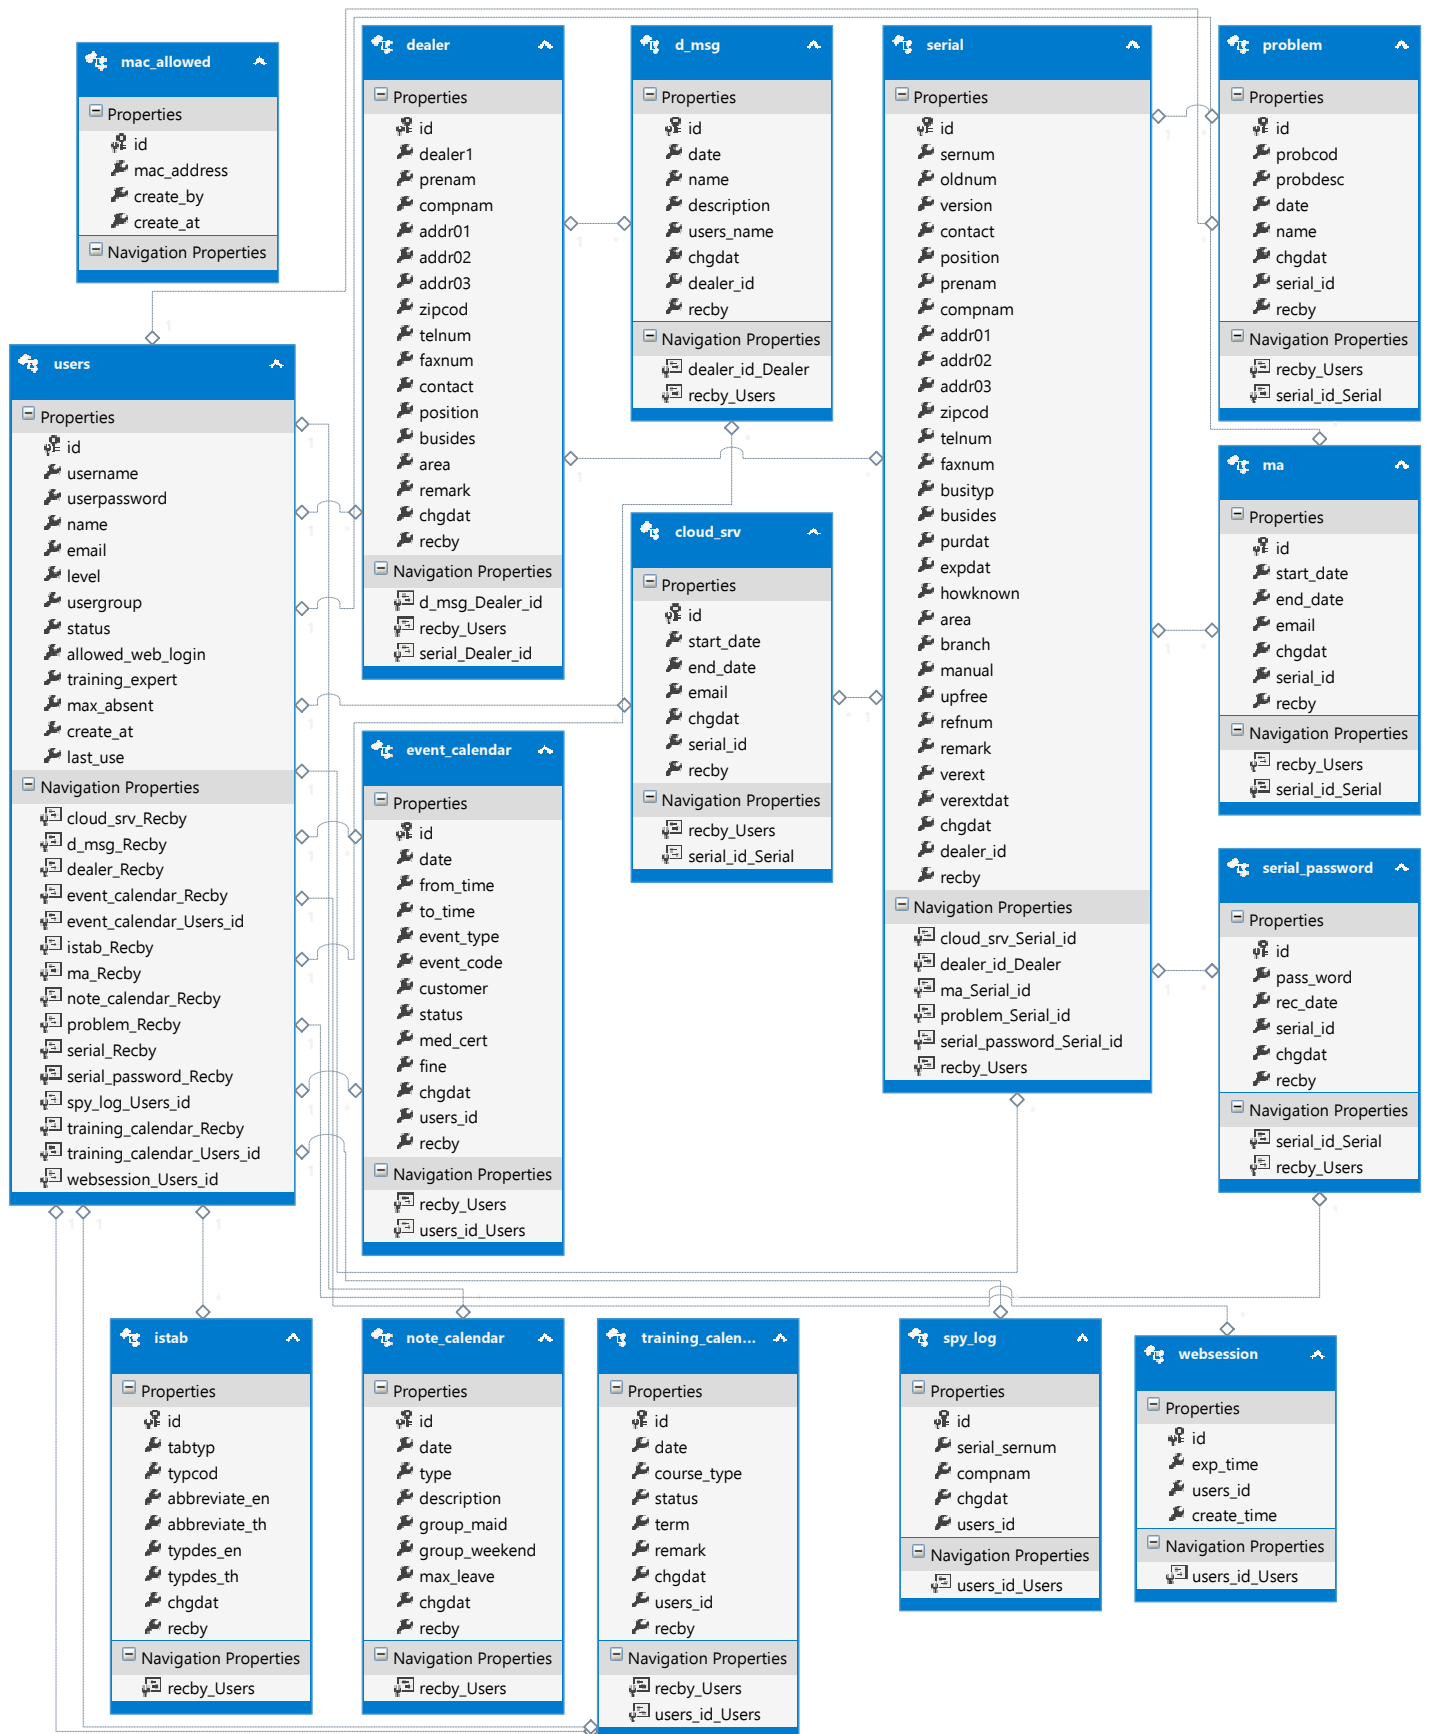 mac_allowed
Properties
id
mac_address
create_by
create_at
Navigation Properties
users
Properties
id
username
userpassword
name
email
level
usergroup
status
allowed_web_login
training_expert
max_absent
create_at
last_use
Navigation Properties
cloud_srv_Recby
d_msg_Recby
dealer_Recby
event_calendar_Recby
event_calendar_Users_id
istab_Recby
ma_Recby
note_calendar_Recby
problem_Recby
serial_Recby
serial_password_Recby
spy_log_Users_id
training_calendar_Recby
training_calendar_Users_id
websession_Users_id
dealer
Properties
id
dealer1
prenam
compnam
addr01
addr02
addr03
zipcod
telnum
faxnum
contact
position
busides
area
remark
chgdat
recby
Navigation Properties
d_msg_Dealer_id
recby_Users
serial_Dealer_id
event_calendar
Properties
id
date
from_time
to_time
event_type
event_code
customer
status
med_cert
fine
chgdat
users_id
recby
Navigation Properties
recby_Users
users_id_Users
d_msg
Properties
id
date
name
description
users_name
chgdat
dealer_id
recby
Navigation Properties
dealer_id_Dealer
recby_Users
cloud_srv
Properties
id
start_date
end_date
email
chgdat
serial_id
recby
Navigation Properties
recby_Users
serial_id_Serial
serial
Properties
id
sernum
oldnum
version
contact
position
prenam
compnam
addr01
addr02
addr03
zipcod
telnum
faxnum
busityp
busides
purdat
expdat
howknown
area
branch
manual
upfree
refnum
remark
verext
verextdat
chgdat
dealer_id
recby
Navigation Properties
cloud_srv_Serial_id
dealer_id_Dealer
ma_Serial_id
problem_Serial_id
serial_password_Serial_id
recby_Users
problem
Properties
id
probcod
probdesc
date
name
chgdat
serial_id
recby
Navigation Properties
recby_Users
serial_id_Serial
ma
Properties
id
start_date
end_date
email
chgdat
serial_id
recby
Navigation Properties
recby_Users
serial_id_Serial
serial_password
Properties
id
pass_word
rec_date
serial_id
chgdat
recby
Navigation Properties
serial_id_Serial
recby_Users
istab
Properties
id
tabtyp
typcod
abbreviate_en
abbreviate_th
typdes_en
typdes_th
chgdat
recby
Navigation Properties
recby_Users
note_calendar
Properties
id
date
type
description
group_maid
group_weekend
max_leave
chgdat
recby
Navigation Properties
recby_Users
training_calen...
Properties
id
date
course_type
status
term
remark
chgdat
users_id
recby
Navigation Properties
recby_Users
users_id_Users
spy_log
Properties
id
serial_sernum
compnam
chgdat
users_id
Navigation Properties
users_id_Users
websession
Properties
id
exp_time
users_id
create_time
Navigation Properties
users_id_Users